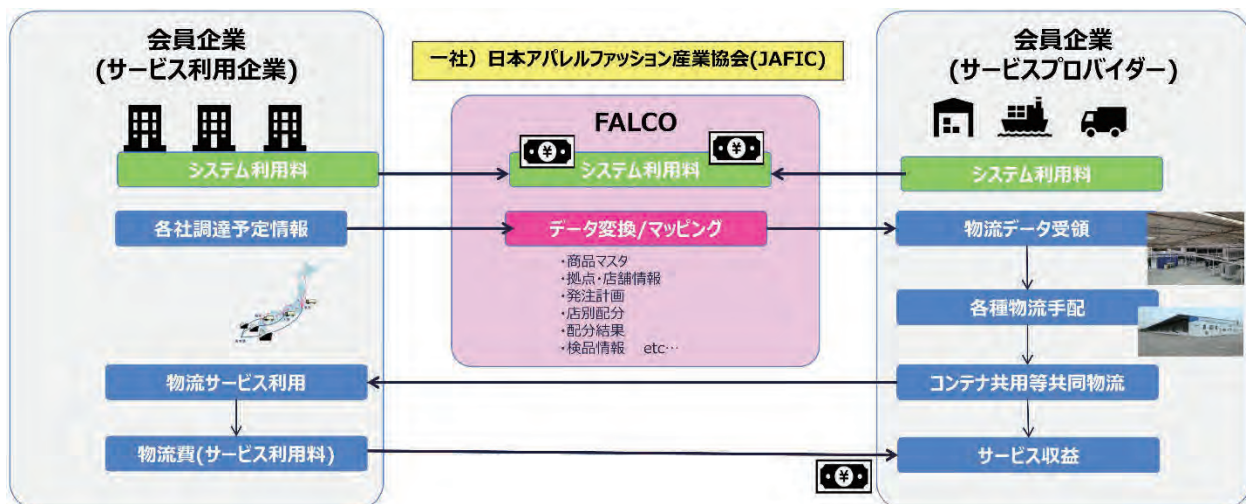 会員企業
(サービス利用企業)
システム利用料
各社調達予定情報
物流サービス利用
物流費(サービス利用料)
一社）日本アパレルファッション産業協会(JAFIC)
FALCO
システム利用料
データ変換/マッピング
・商品マスタ
・拠点・店舗情報
・発注計画
・店別配分
・配分結果
・検品情報 etc…
会員企業
(サービスプロバイダー)
システム利用料
物流データ受領
各種物流手配
コンテナ共用等共同物流
サービス収益